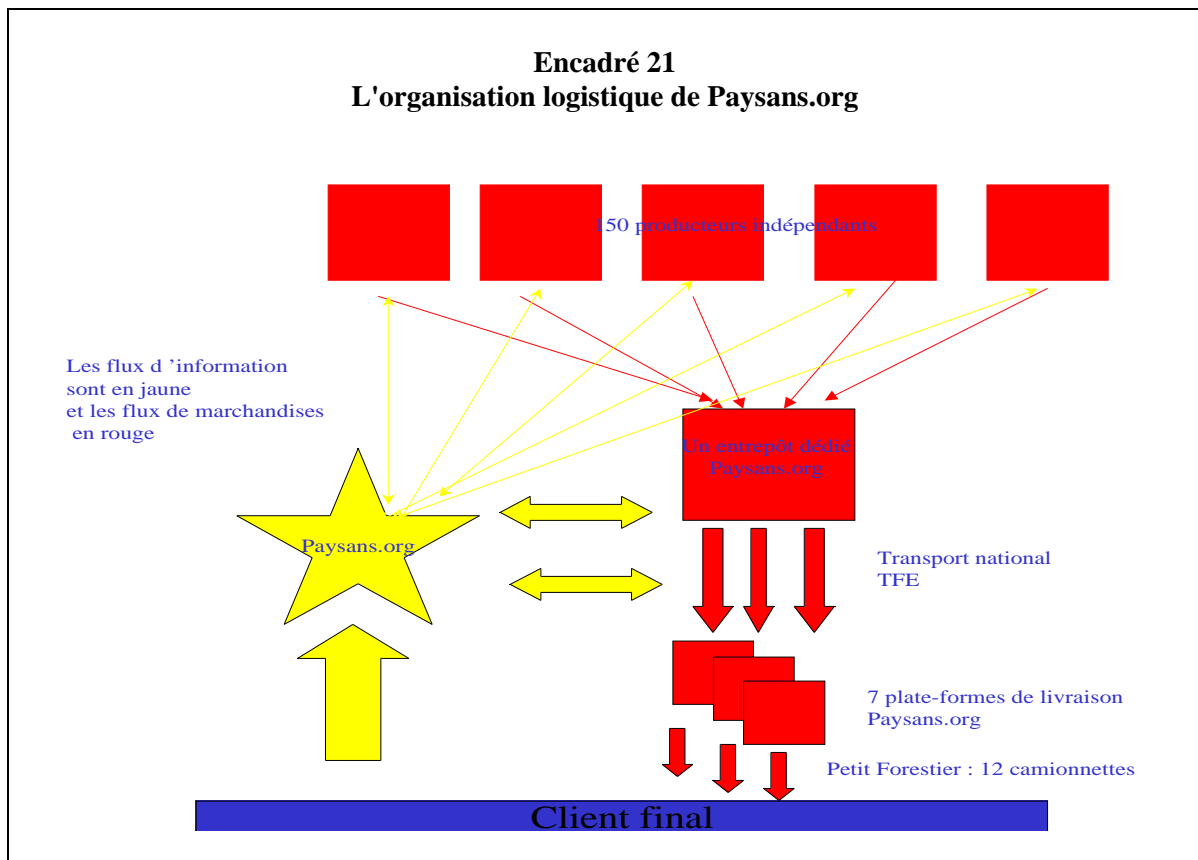 Encadré 21
L'organisation logistique de Paysans.org
150 producteurs indépendants
Les flux d ’information
sont en jaune
et les flux de marchandises
en rouge
Un entrepôt dédié
Paysans.org
Paysans.org
Transport national
TFE
7 plate-formes de livraison
Paysans.org
Petit Forestier : 12 camionnettes
Client final